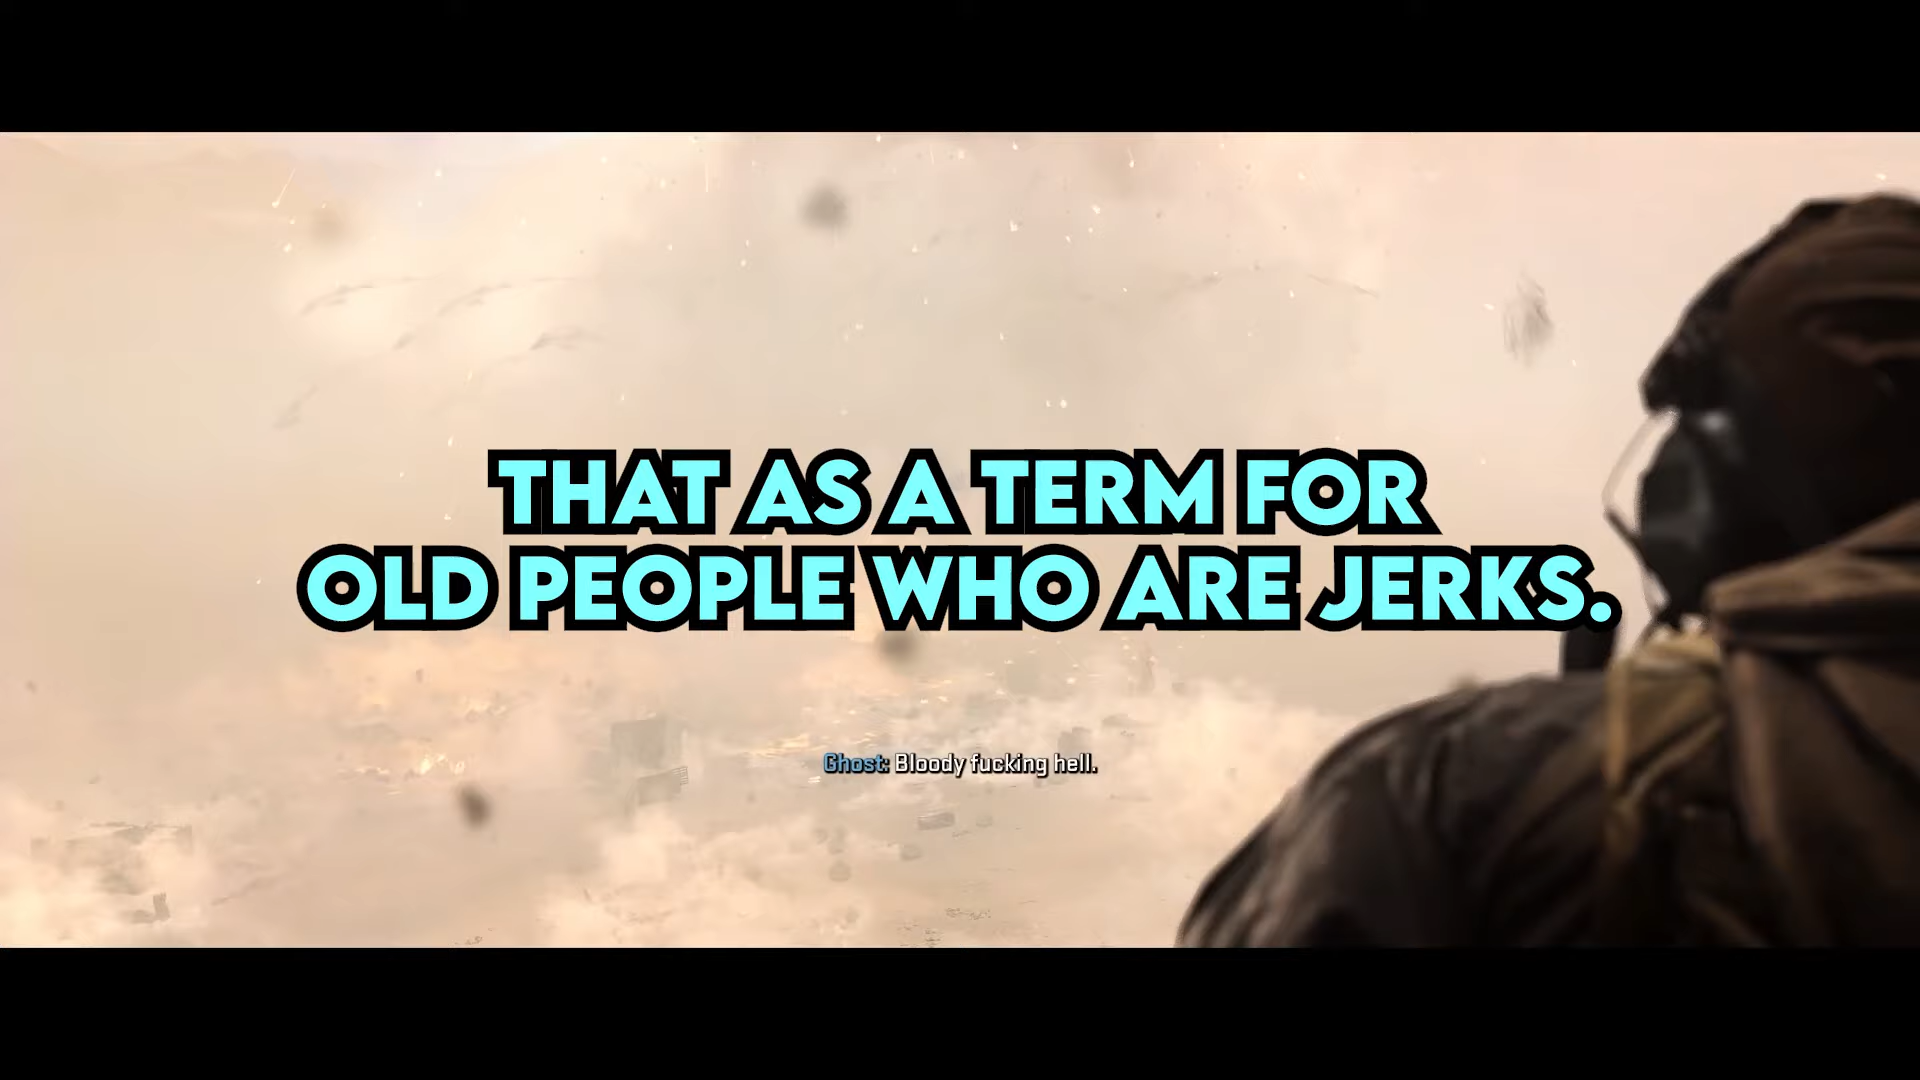 THAT AS A TERM FOR
OLD PEOPLE WHO ARE JERKS.
Ghost: Bloody fucking hell.